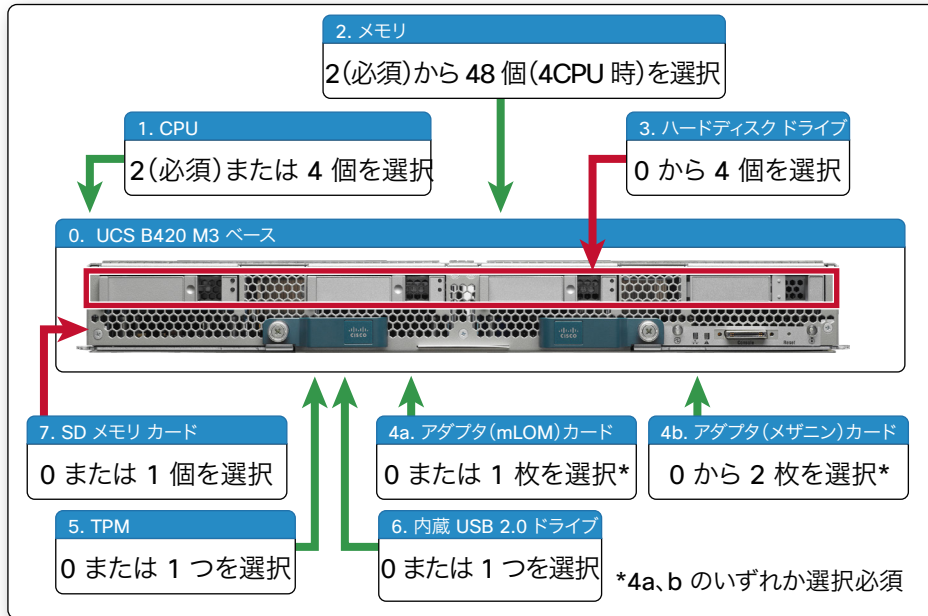 2. メモリ
2（必須）から 48 個（4CPU 時）を選択
1. CPU
2（必須）または 4 個を選択
3. ハードディスク ドライブ
0 から 4 個を選択
0. UCS B420 M3 ベース
CISCO
CISCO
Console
Reset
7. SD メモリ カード
0 または 1 個を選択
4a. アダプタ（mLOM）カード
0 または 1 枚を選択*
4b. アダプタ（メザニン）カード
0 から 2 枚を選択*
5. TPM
0 または 1 つを選択
6. 内蔵 USB 2.0 ドライブ
0 または 1 つを選択
*4a、b のいずれか選択必須